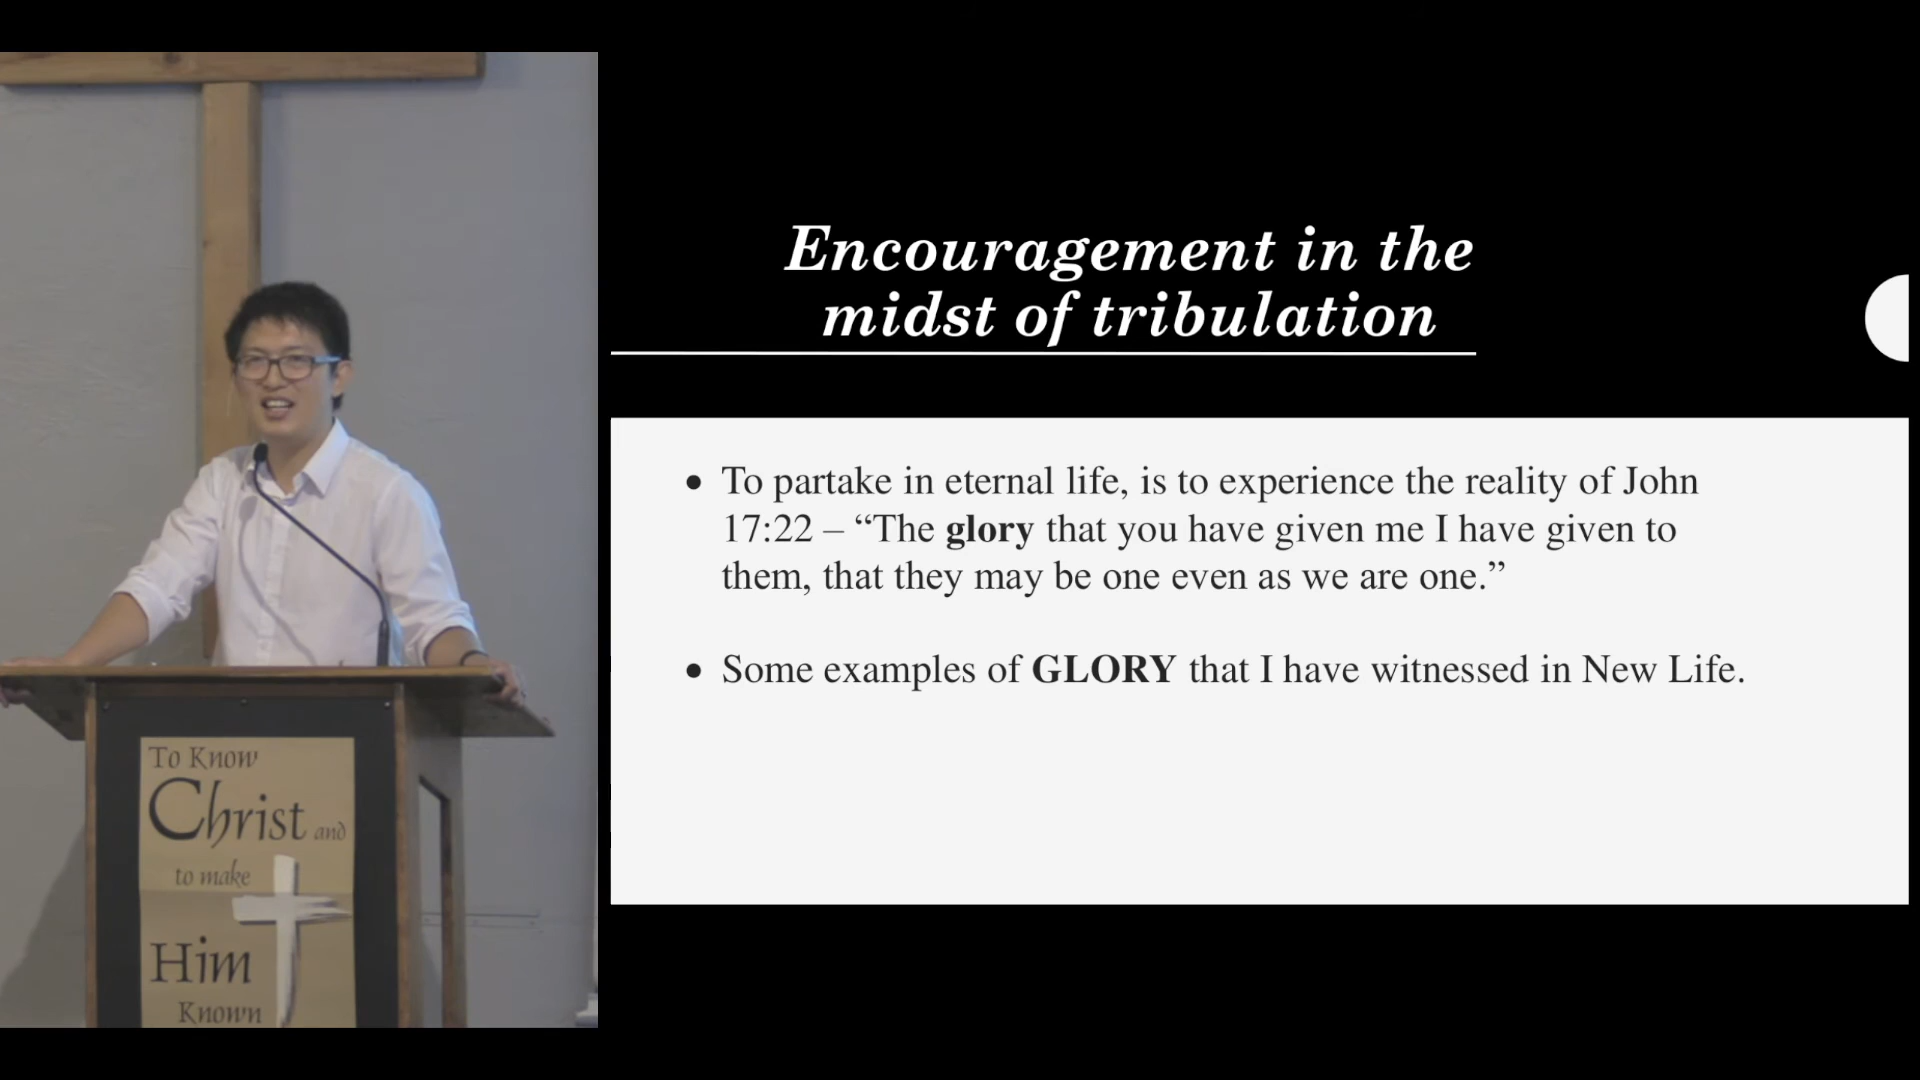 Encouragement in the
midst of tribulation
• To partake in eternal life, is to experience the reality of John
17:22 – “The glory that you have given me I have given to
them, that they may be one even as we are one.”
• Some examples of GLORY that I have witnessed in New Life.
To Know
Christ and
to make
Him
Known